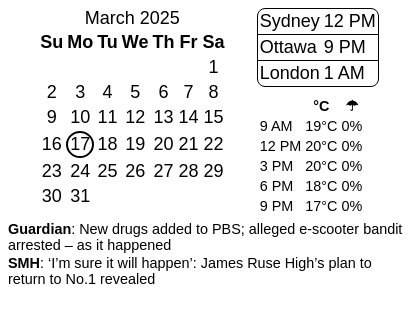 March 2025
Su Mo Tu We Th Fr Sa
1
2 3 4 5 6 7 8
9 10 11 12 13 14 15
16 17 18 19 20 21 22
23 24 25 26 27 28 29
30 31
Sydney 12 PM
Ottawa 9 PM
London 1 AM
°C ☂
9 AM 19°C 0%
12 PM 20°C 0%
3 PM 20°C 0%
6 PM 18°C 0%
9 PM 17°C 0%
Guardian: New drugs added to PBS; alleged e-scooter bandit
arrested – as it happened
SMH: ‘I’m sure it will happen’: James Ruse High’s plan to
return to No.1 revealed